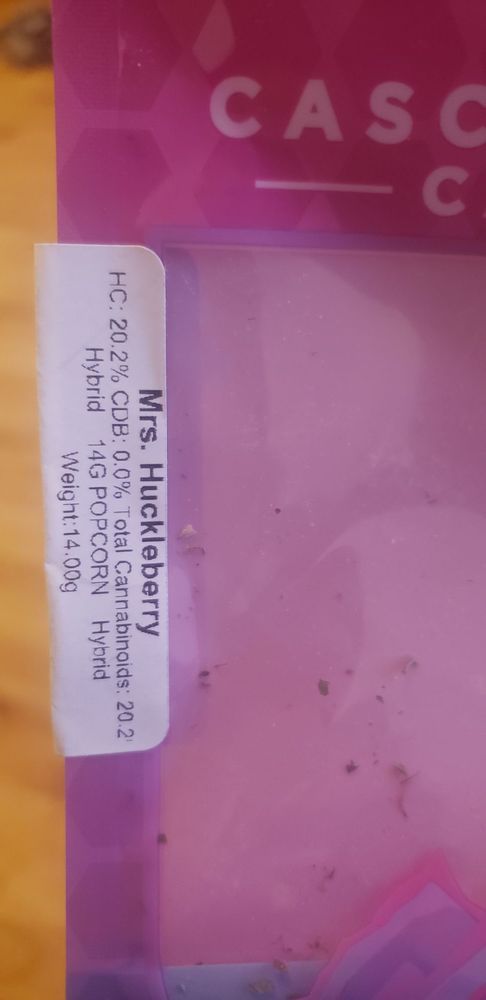 CASC
C
Mrs. Huckleberry
HC: 20.2% CDB: 0.0% Total Cannabinoids: 20.2
Hybrid 14G POPCORN Hybrid
Weight:14.00g